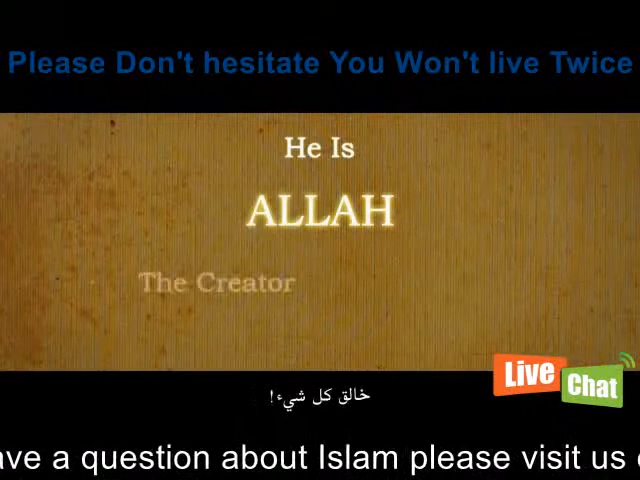 Please Don't hesitate You Won't live Twice
He Is
ALLAH
The Creator
Live
Chat
خالق كل شيء!
ave a question about Islam please visit us